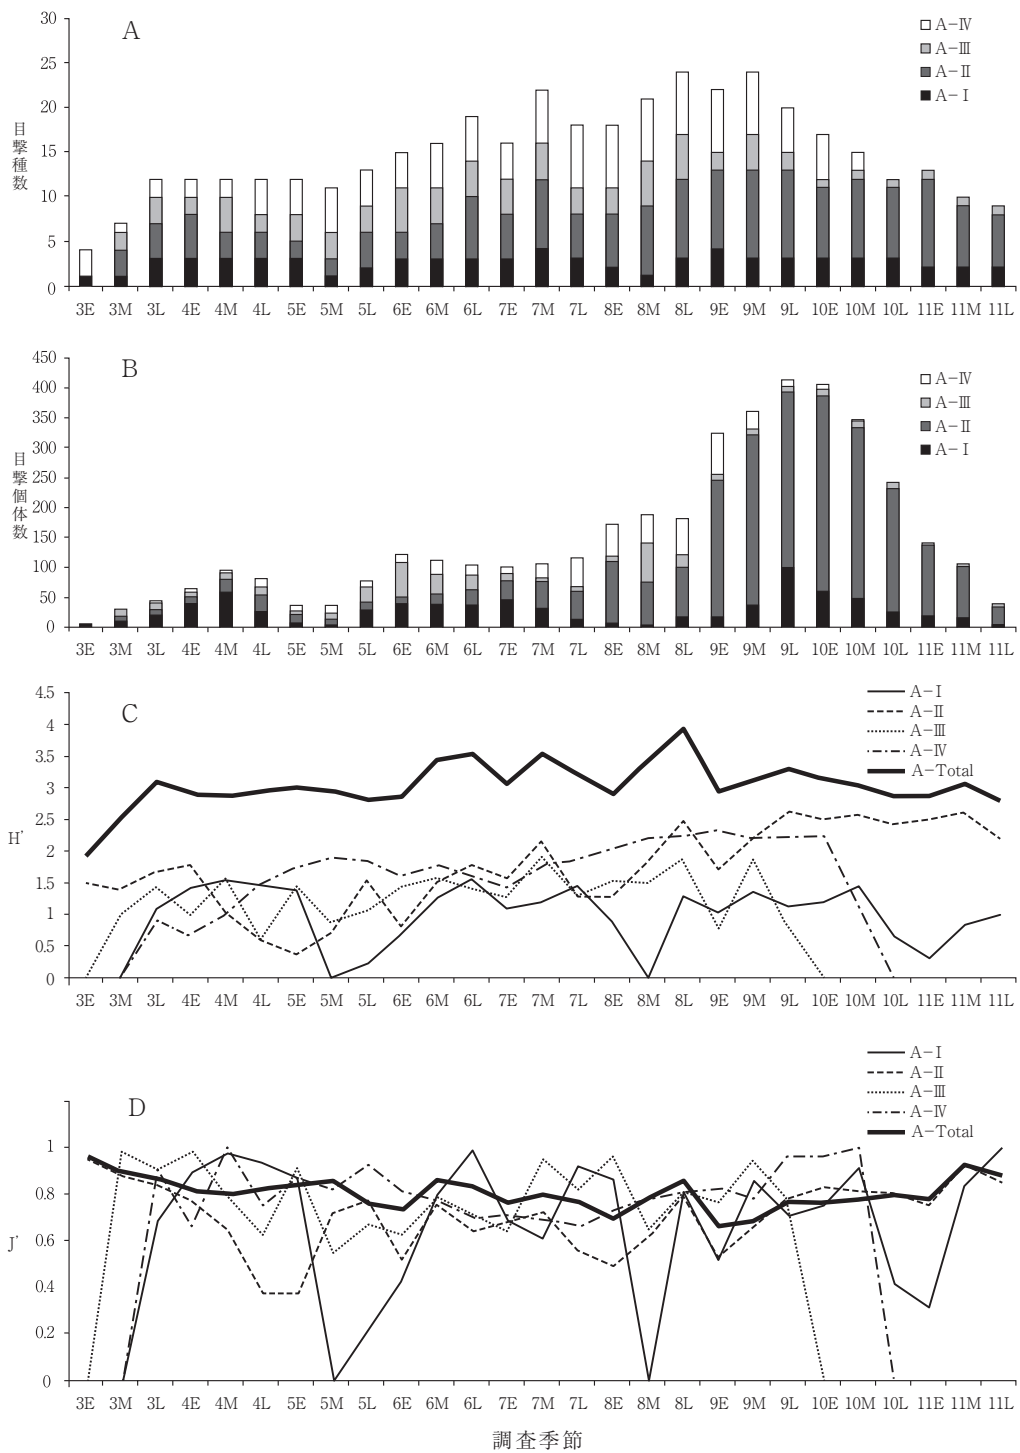 A
30
25
20
15
10
5
0
目撃種数
A-Ⅳ
A-Ⅲ
A-Ⅱ
A-Ⅰ
3E 3M 3L 4E 4M 4L 5E 5M 5L 6E 6M 6L 7E 7M 7L 8E 8M 8L 9E 9M 9L 10E 10M 10L 11E 11M 11L
B
450
400
350
300
250
200
150
100
50
0
目撃個体数
A-Ⅳ
A-Ⅲ
A-Ⅱ
A-Ⅰ
3E 3M 3L 4E 4M 4L 5E 5M 5L 6E 6M 6L 7E 7M 7L 8E 8M 8L 9E 9M 9L 10E 10M 10L 11E 11M 11L
C
4.5
4
3.5
3
2.5
2
1.5
1
0.5
0
H'
A-Ⅰ
A-Ⅱ
A-Ⅲ
A-Ⅳ
A-Total
3E 3M 3L 4E 4M 4L 5E 5M 5L 6E 6M 6L 7E 7M 7L 8E 8M 8L 9E 9M 9L 10E 10M 10L 11E 11M 11L
D
1
0.8
0.6
0.4
0.2
0
J'
A-Ⅰ
A-Ⅱ
A-Ⅲ
A-Ⅳ
A-Total
3E 3M 3L 4E 4M 4L 5E 5M 5L 6E 6M 6L 7E 7M 7L 8E 8M 8L 9E 9M 9L 10E 10M 10L 11E 11M 11L
調査季節